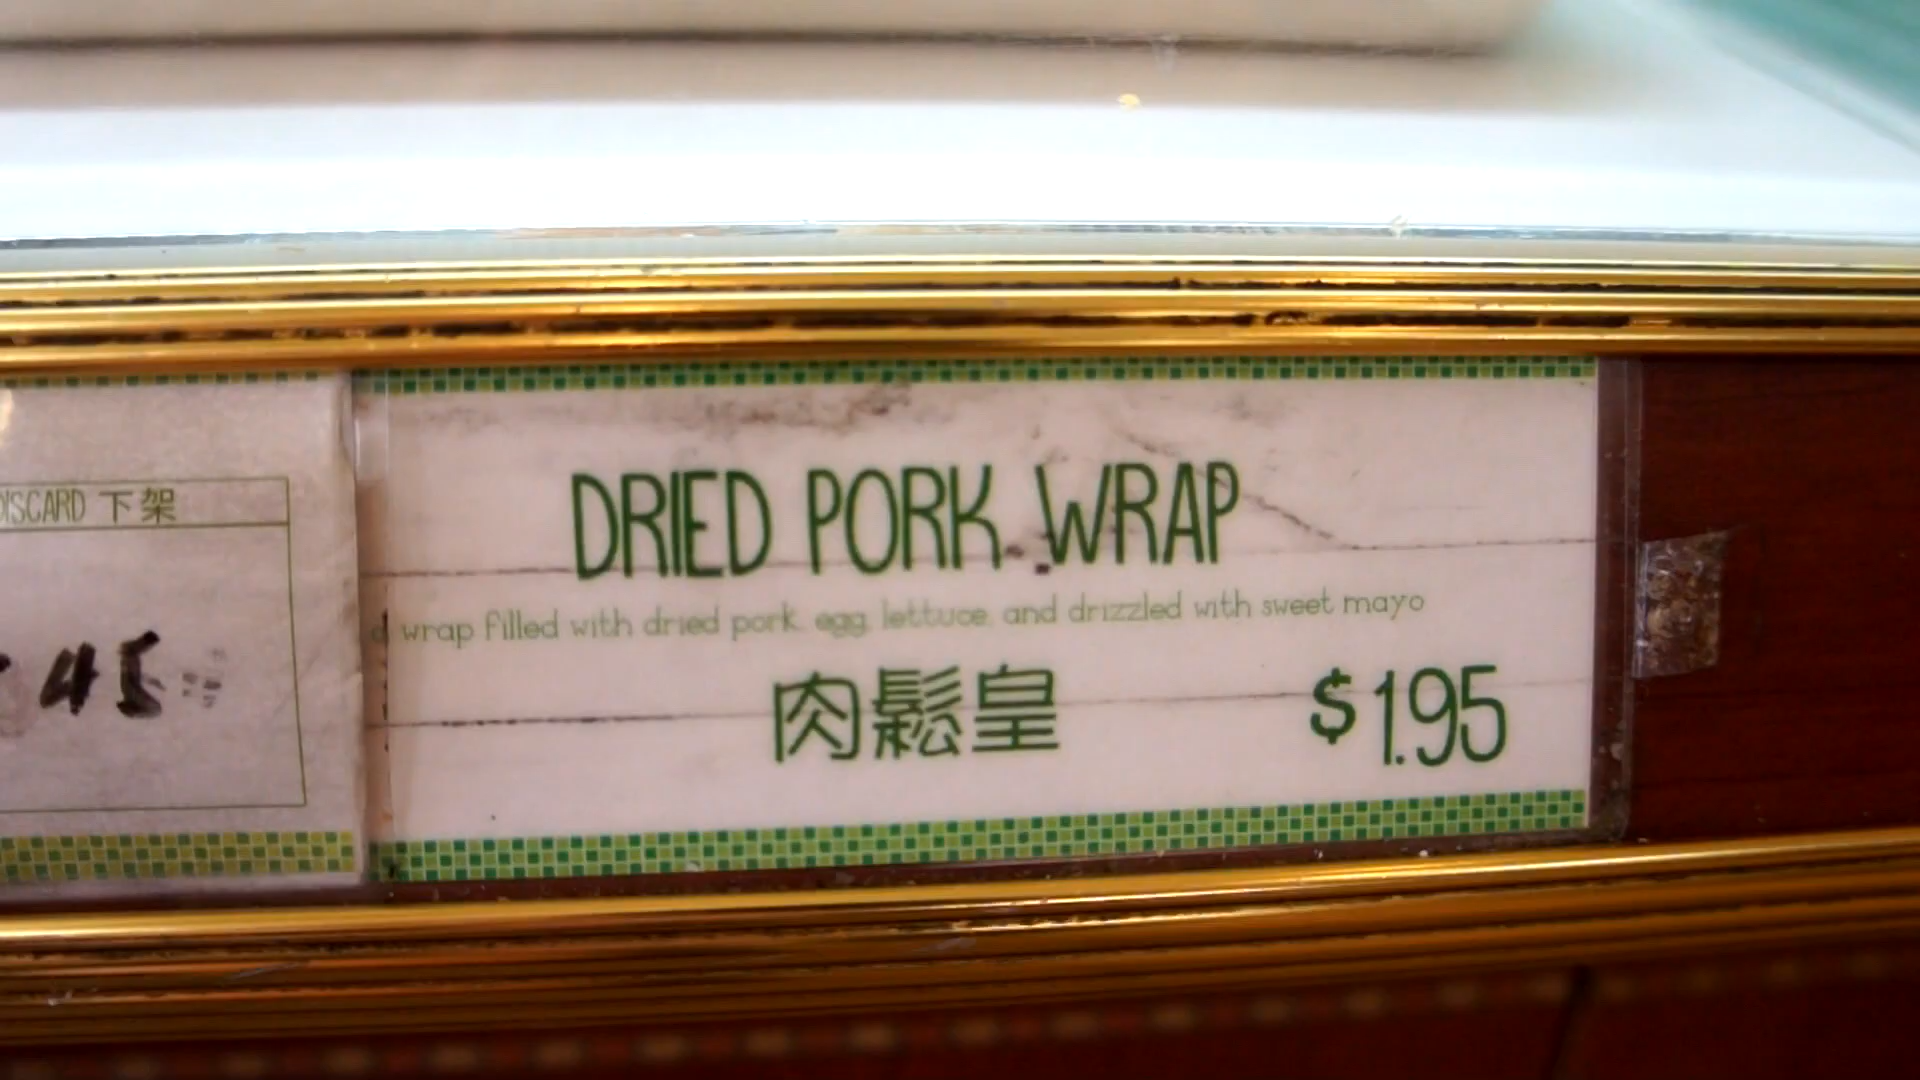 DISCARD 下架
45
DRIED PORK WRAP
wrap filled with dried pork, egg, lettuce, and drizzled with sweet mayo
肉鬆皇
$1.95